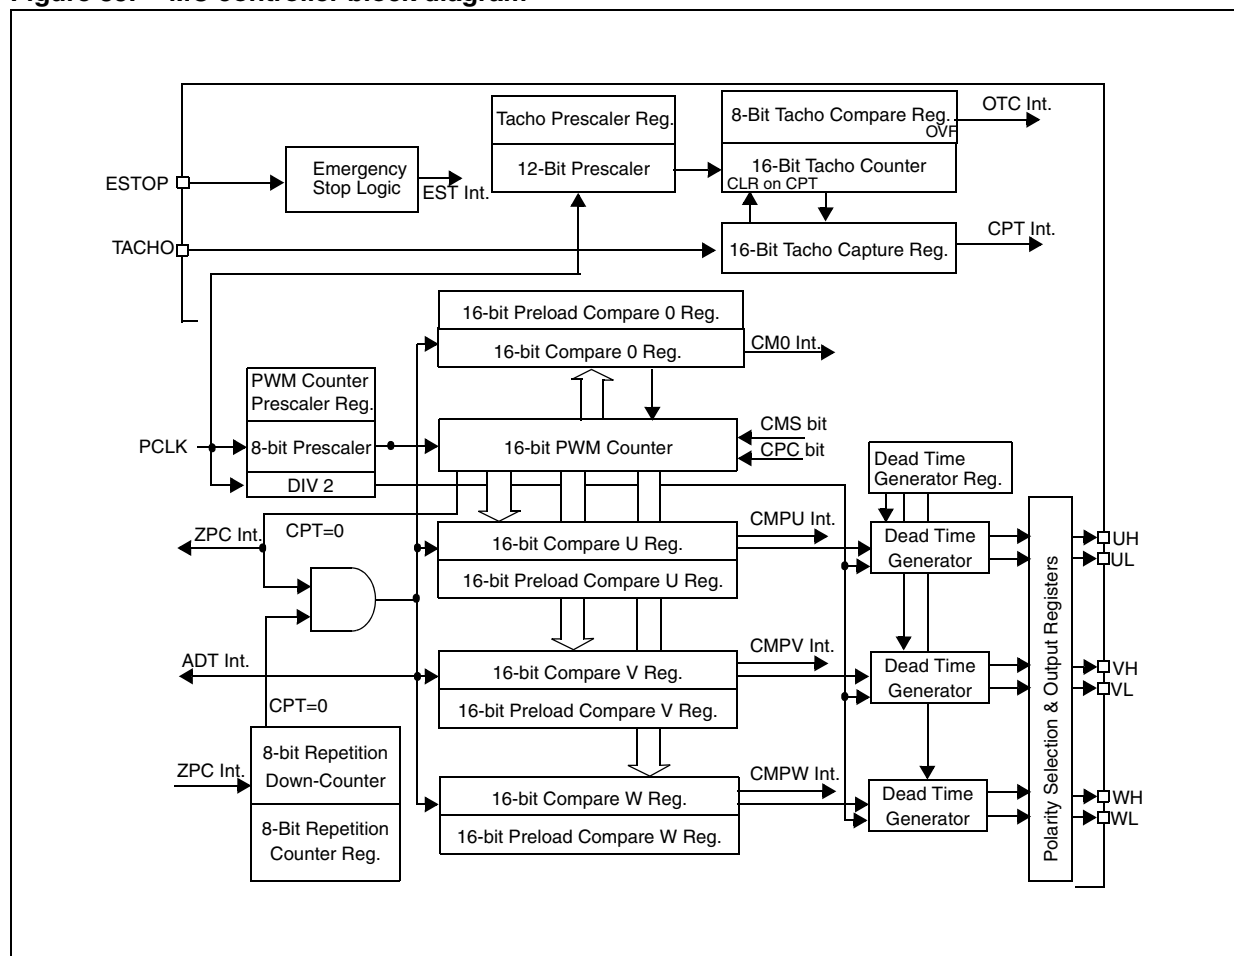 OTC Int.
Tacho Prescaler Reg.
8-Bit Tacho Compare Reg.
OVF
12-Bit Prescaler
16-Bit Tacho Counter
CLR on CPT
Emergency
Stop Logic
ESTOP
EST Int.
TACHO
16-Bit Tacho Capture Reg.
CPT Int.
16-bit Preload Compare 0 Reg.
16-bit Compare 0 Reg.
CM0 Int.
PWM Counter
Prescaler Reg.
PCLK
8-bit Prescaler
16-bit PWM Counter
CMS bit
CPC bit
DIV 2
Dead Time
Generator Reg.
ZPC Int.
CPT=0
16-bit Compare U Reg.
16-bit Preload Compare U Reg.
CMPU Int.
Dead Time
Generator
UH
UL
ADT Int.
CPT=0
16-bit Compare V Reg.
16-bit Preload Compare V Reg.
CMPV Int.
Dead Time
Generator
VH
VL
ZPC Int.
8-bit Repetition
Down-Counter
8-Bit Repetition
Counter Reg.
16-bit Compare W Reg.
16-bit Preload Compare W Reg.
CMPW Int.
Dead Time
Generator
WH
WL
Polarity Selection & Output Registers